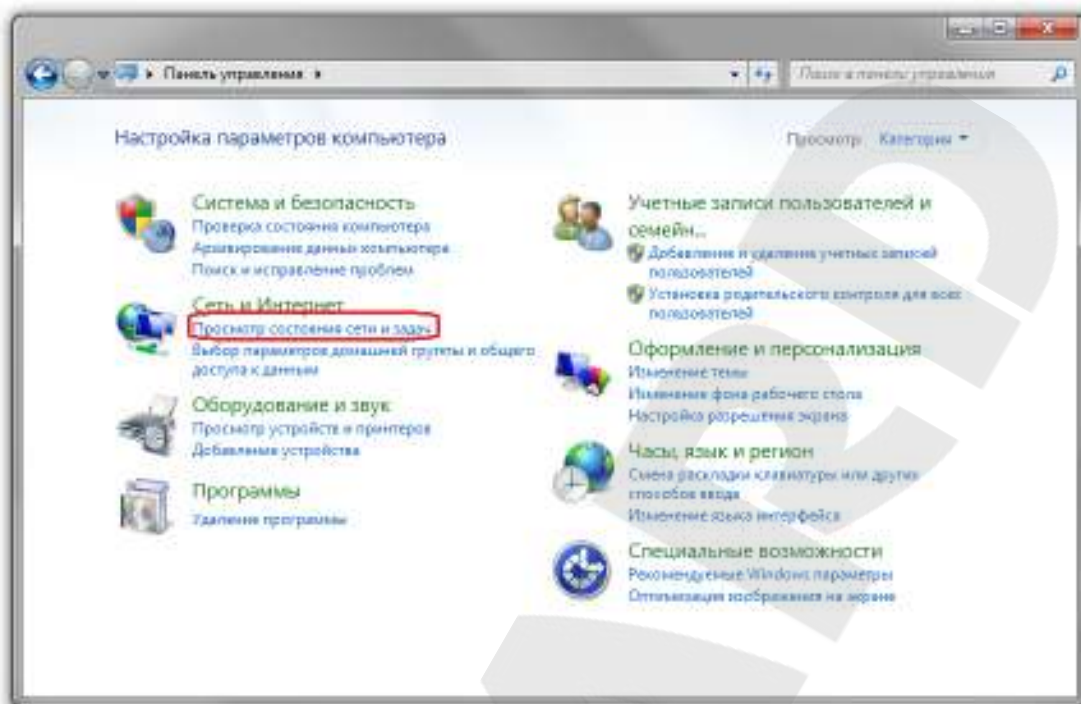 Панель управления
Поиск в панели управления
Настройка параметров компьютера
Просмотр: Категория
Система и безопасность
Проверка состояния компьютера
Архивирование данных компьютера
Поиск и исправление проблем
Сеть и Интернет
Просмотр состояния сети и задач
Выбор параметров домашней группы и общего
доступа к данным
Оборудование и звук
Просмотр устройств и принтеров
Добавление устройства
Программы
Удаление программы
Учетные записи пользователей и
семейн...
Добавление и удаление учетных записей
пользователей
Установка родительского контроля для всех
пользователей
Оформление и персонализация
Изменение темы
Изменение фона рабочего стола
Настройка разрешения экрана
Часы, язык и регион
Смена раскладки клавиатуры или других
способов ввода
Изменение языка интерфейса
Специальные возможности
Рекомендуемые Windows параметры
Оптимизация изображения на экране